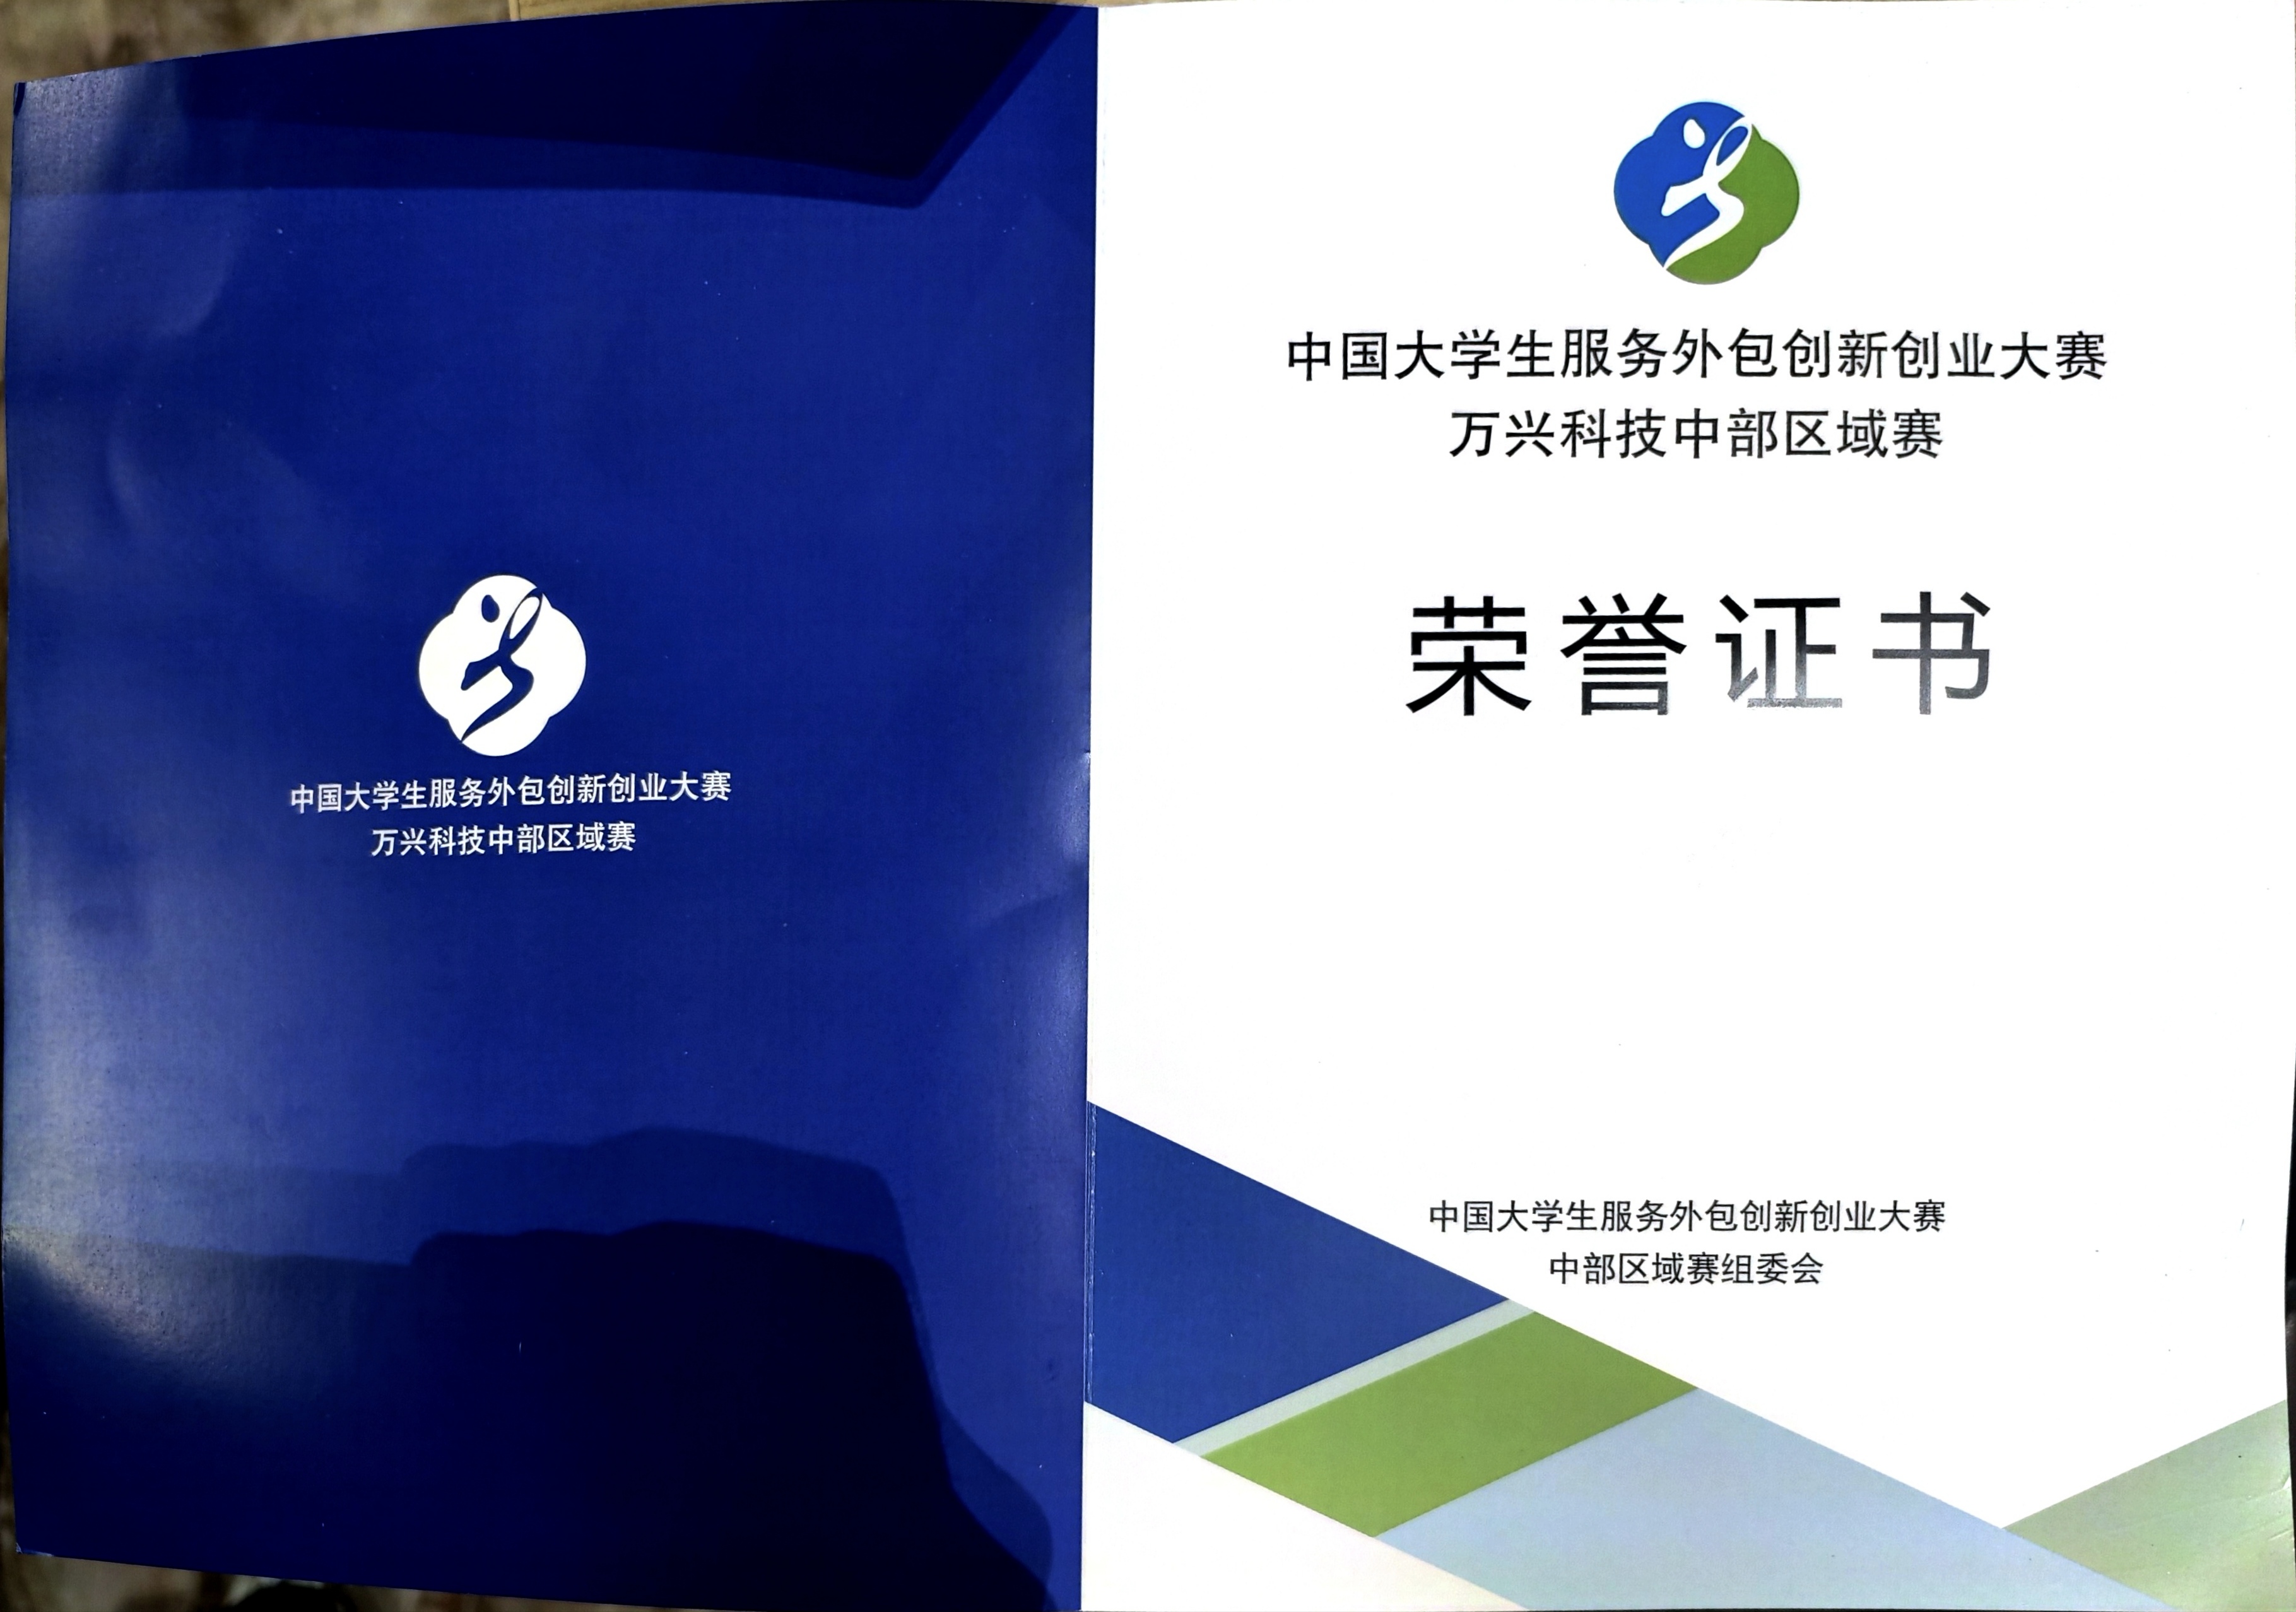 中国大学生服务外包创新创业大赛
万兴科技中部区域赛
中国大学生服务外包创新创业大赛
万兴科技中部区域赛
荣誉证书
中国大学生服务外包创新创业大赛
中部区域赛组委会